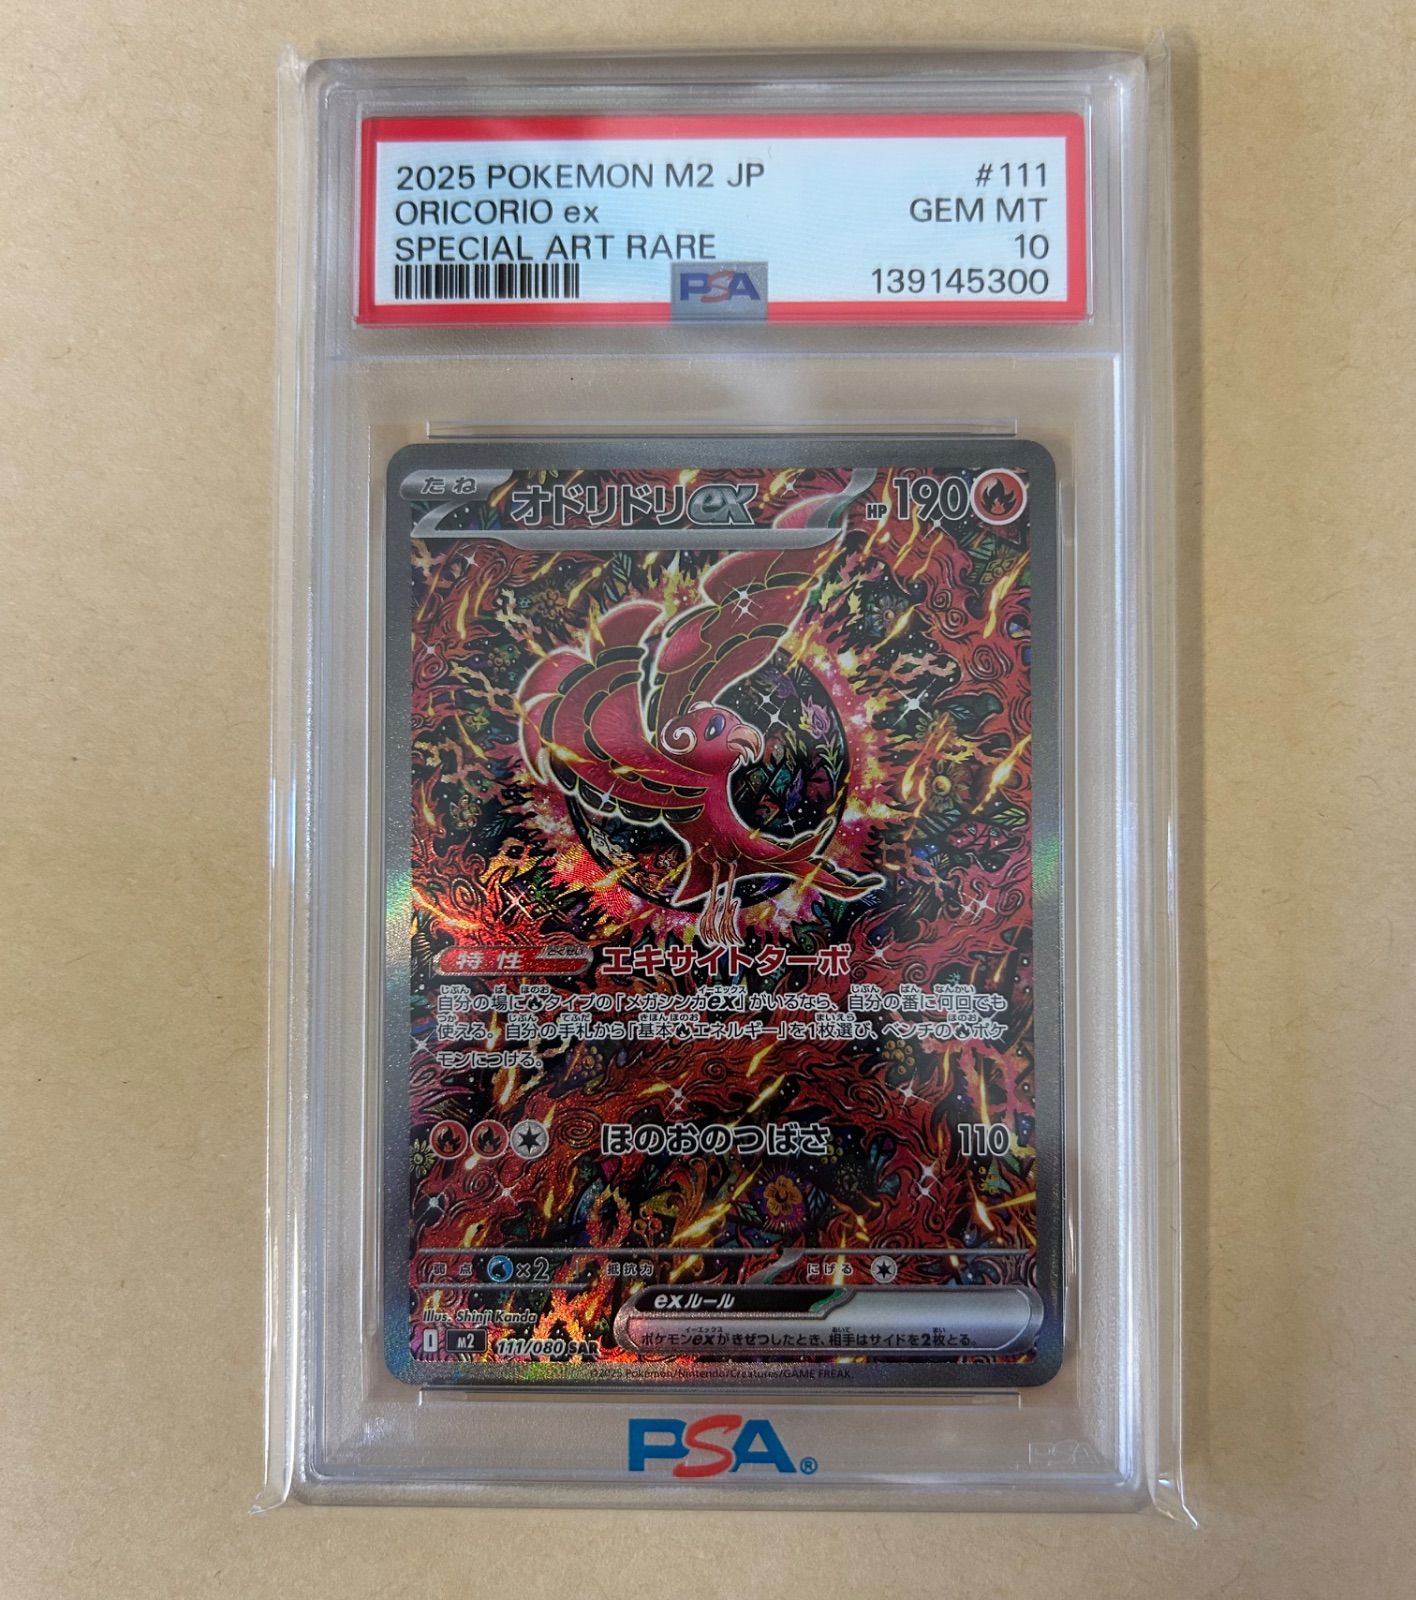 2025 POKEMON M2 JP #111
ORICORIO ex GEM MT
SPECIAL ART RARE 10
PSA 139145300
たね オドリドリex HP 190
特性 エキサイトターボ
自分の場に タイプの「メガシンカex」がいるなら、自分の番に何回でも
使える。自分の手札から「基本 エネルギー」を1枚選び、ベンチの ポケ
モンにつける。
ほのおのつばさ 110
弱点 ×2 抵抗力 にげる
exルール
ポケモンexがきぜつしたとき、相手はサイドを2枚とる。
Illus. Shinji Kanda
I M2 111/080 SAR
©2025 Pokémon/Nintendo/Creatures/GAME FREAK.
PSA®